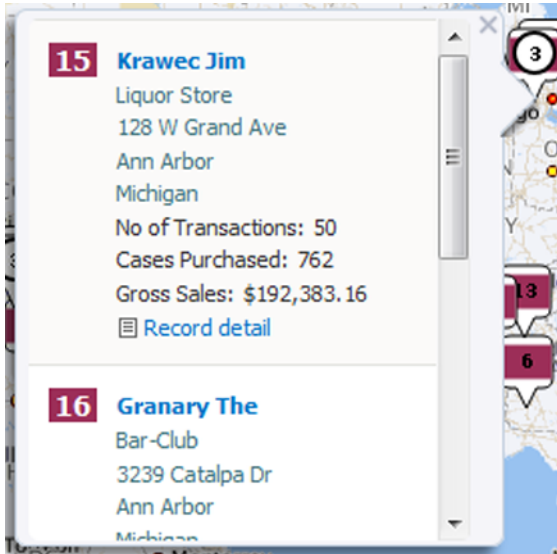 15 Krawec Jim
Liquor Store
128 W Grand Ave
Ann Arbor
Michigan
No of Transactions: 50
Cases Purchased: 762
Gross Sales: $192,383.16
Record detail
16 Granary The
Bar-Club
3239 Catalpa Dr
Ann Arbor
Michigan
MI
3
13
6